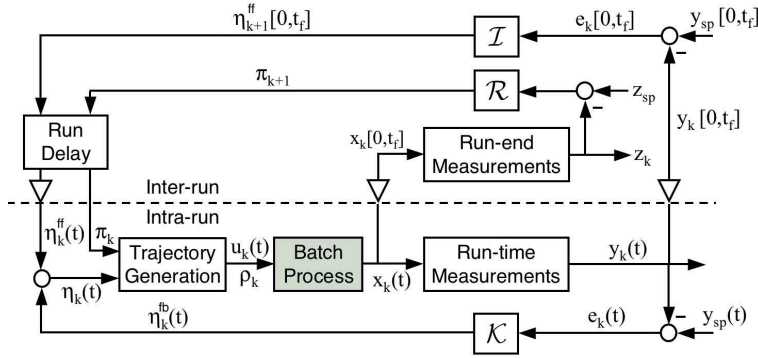 η^ff_k+1[0,t_f]
I
e_k[0,t_f]
y_sp[0,t_f]
π_k+1
R
z_sp
Run
Delay
x_k[0,t_f]
Run-end
Measurements
z_k
y_k[0,t_f]
Inter-run
Intra-run
η^ff_k(t)
π_k
Trajectory
Generation
u_k(t)
ρ_k
Batch
Process
x_k(t)
Run-time
Measurements
y_k(t)
η_k(t)
η^fb_k(t)
K
e_k(t)
y_sp(t)